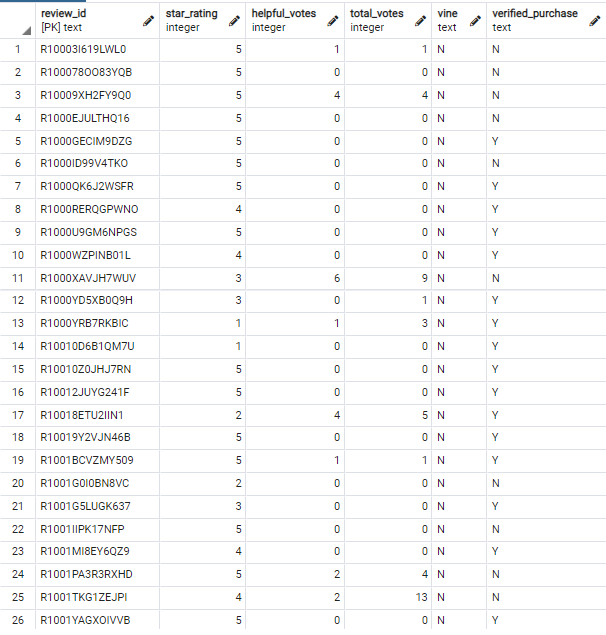 review_id star_rating helpful_votes total_votes vine verified_purchase
[PK] text integer integer integer text text
1 R10003I619LWL0 5 1 1 N N
2 R100078OO83YQB 5 0 0 N N
3 R10009XH2FY9Q0 5 4 4 N N
4 R1000EJULTHQ16 5 0 0 N N
5 R1000GECIM9DZG 5 0 0 N Y
6 R1000ID99V4TKO 5 0 0 N N
7 R1000QK6J2WSFR 5 0 0 N Y
8 R1000RERQGPWNO 4 0 0 N Y
9 R1000U9GM6NPGS 5 0 0 N Y
10 R1000WZPINB01L 4 0 0 N Y
11 R1000XAVJH7WUV 3 6 9 N N
12 R1000YD5XB0Q9H 3 0 1 N Y
13 R1000YRB7RKBIC 1 1 3 N Y
14 R10010D6B1QM7U 1 0 0 N Y
15 R10010Z0JHJ7RN 5 0 0 N Y
16 R10012JUYG241F 5 0 0 N Y
17 R10018ETU2IIN1 2 4 5 N Y
18 R10019Y2VJN46B 5 0 0 N Y
19 R1001BCVZMY509 5 1 1 N Y
20 R1001G0I0BN8VC 2 0 0 N N
21 R1001G5LUGK637 3 0 0 N Y
22 R1001IIPK17NFP 5 0 0 N N
23 R1001MI8EY6QZ9 4 0 0 N Y
24 R1001PA3R3RXHD 5 2 4 N N
25 R1001TKG1ZEJPI 4 2 13 N N
26 R1001YAGXOIVVB 5 0 0 N Y